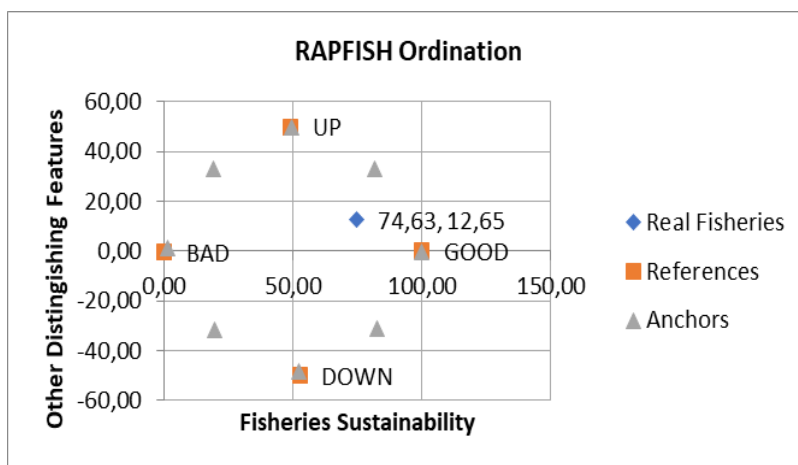 RAPFISH Ordination
Other Distingishing Features
60,00
40,00
20,00
0,00
-20,00
-40,00
-60,00
UP
74,63, 12,65
BAD
GOOD
0,00 50,00 100,00 150,00
DOWN
Fisheries Sustainability
Real Fisheries
References
Anchors